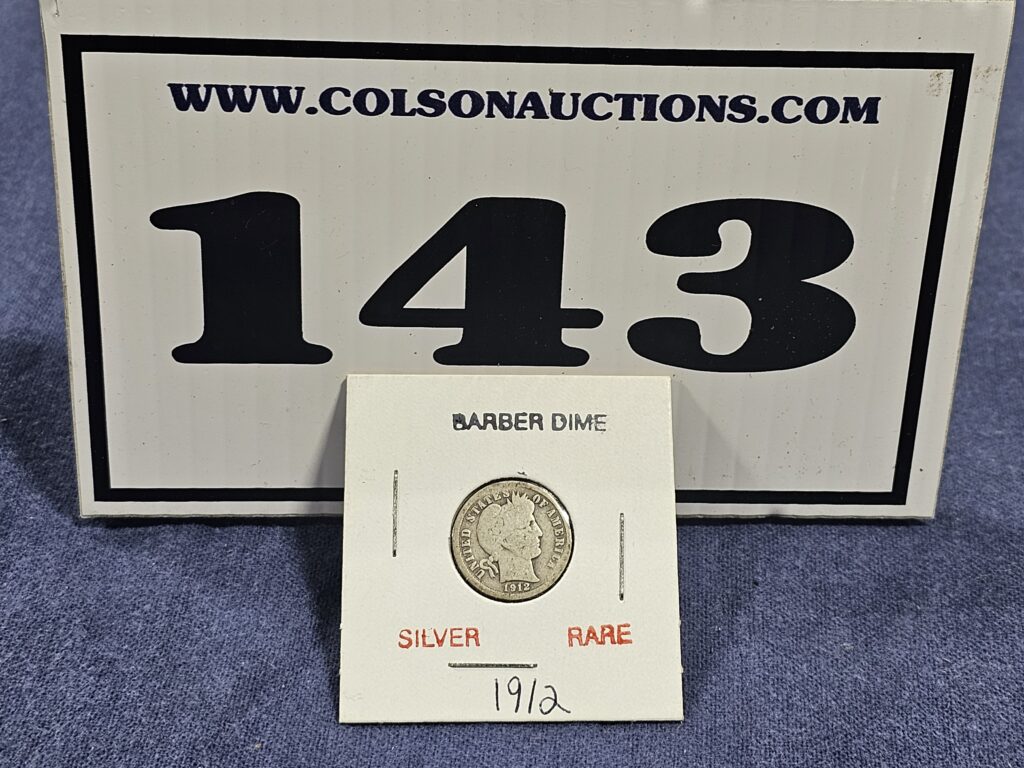 WWW.COLSONAUCTIONS.COM
143
BARBER DIME
UNITED STATES OF AMERICA
1912
SILVER RARE
1912